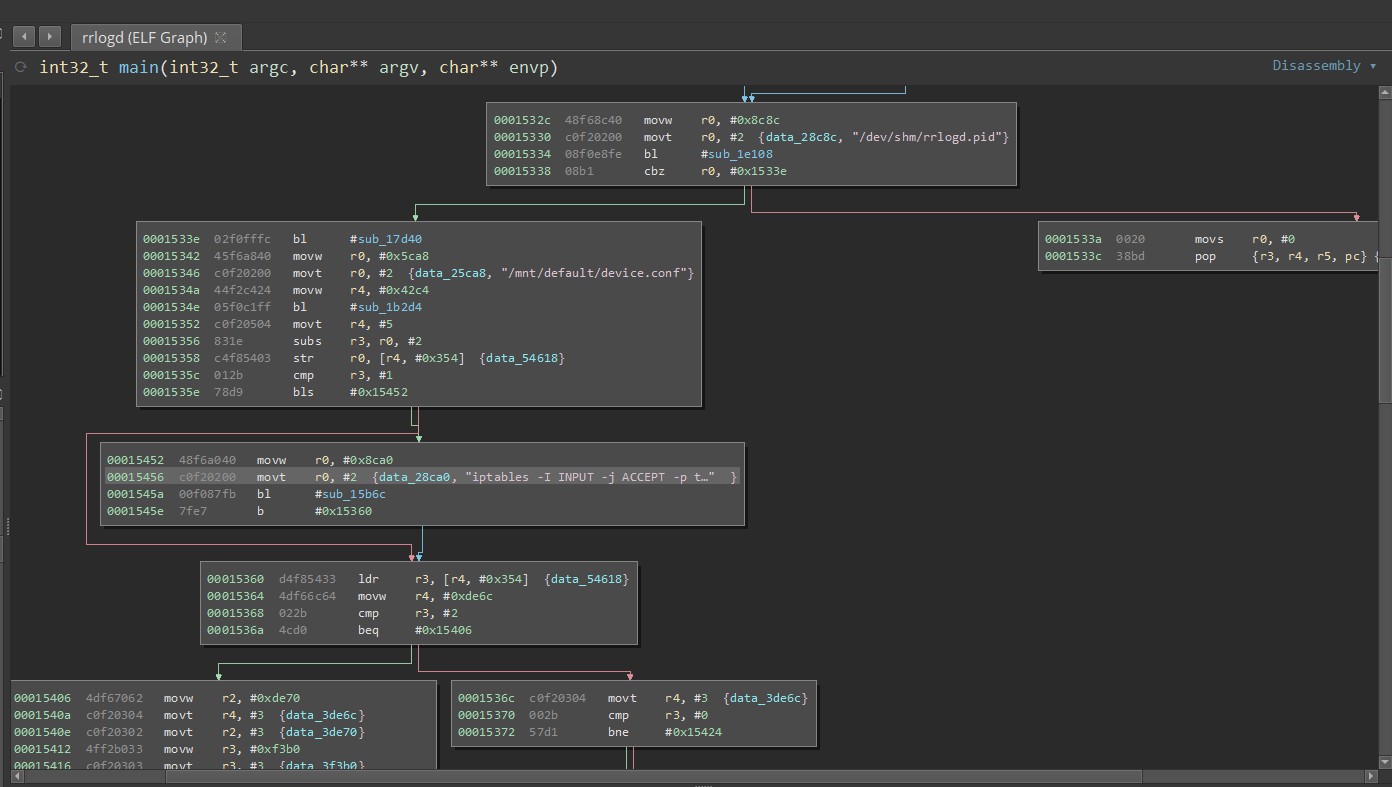 rrlogd (ELF Graph)
int32_t main(int32_t argc, char** argv, char** envp)
Disassembly
0001532c 48f68c40 movw r0, #0x8c8c
00015330 c0f20200 movt r0, #2 {data_28c8c, "/dev/shm/rrlogd.pid"}
00015334 08f0e8fe bl #sub_1e108
00015338 08b1 cbz r0, #0x1533e
0001533e 02f0fffc bl #sub_17d40
00015342 45f6a840 movw r0, #0x5ca8
00015346 c0f20200 movt r0, #2 {data_25ca8, "/mnt/default/device.conf"}
0001534a 44f2c424 movw r4, #0x42c4
0001534e 05f0c1ff bl #sub_1b2d4
00015352 c0f20504 movt r4, #5
00015356 831e subs r3, r0, #2
00015358 c4f85403 str r0, [r4, #0x354] {data_54618}
0001535c 012b cmp r3, #1
0001535e 78d9 bls #0x15452
0001533a 0020 movs r0, #0
0001533c 38bd pop {r3, r4, r5, pc} {
00015452 48f6a040 movw r0, #0x8ca0
00015456 c0f20200 movt r0, #2 {data_28ca0, "iptables -I INPUT -j ACCEPT -p t…" }
0001545a 00f087fb bl #sub_15b6c
0001545e 7fe7 b #0x15360
00015360 d4f85433 ldr r3, [r4, #0x354] {data_54618}
00015364 4df66c64 movw r4, #0xde6c
00015368 022b cmp r3, #2
0001536a 4cd0 beq #0x15406
00015406 4df67062 movw r2, #0xde70
0001540a c0f20304 movt r4, #3 {data_3de6c}
0001540e c0f20302 movt r2, #3 {data_3de70}
00015412 4ff2b033 movw r3, #0xf3b0
00015416 c0f20303 movt r3, #3 {data_3f3b0}
0001536c c0f20304 movt r4, #3 {data_3de6c}
00015370 002b cmp r3, #0
00015372 57d1 bne #0x15424